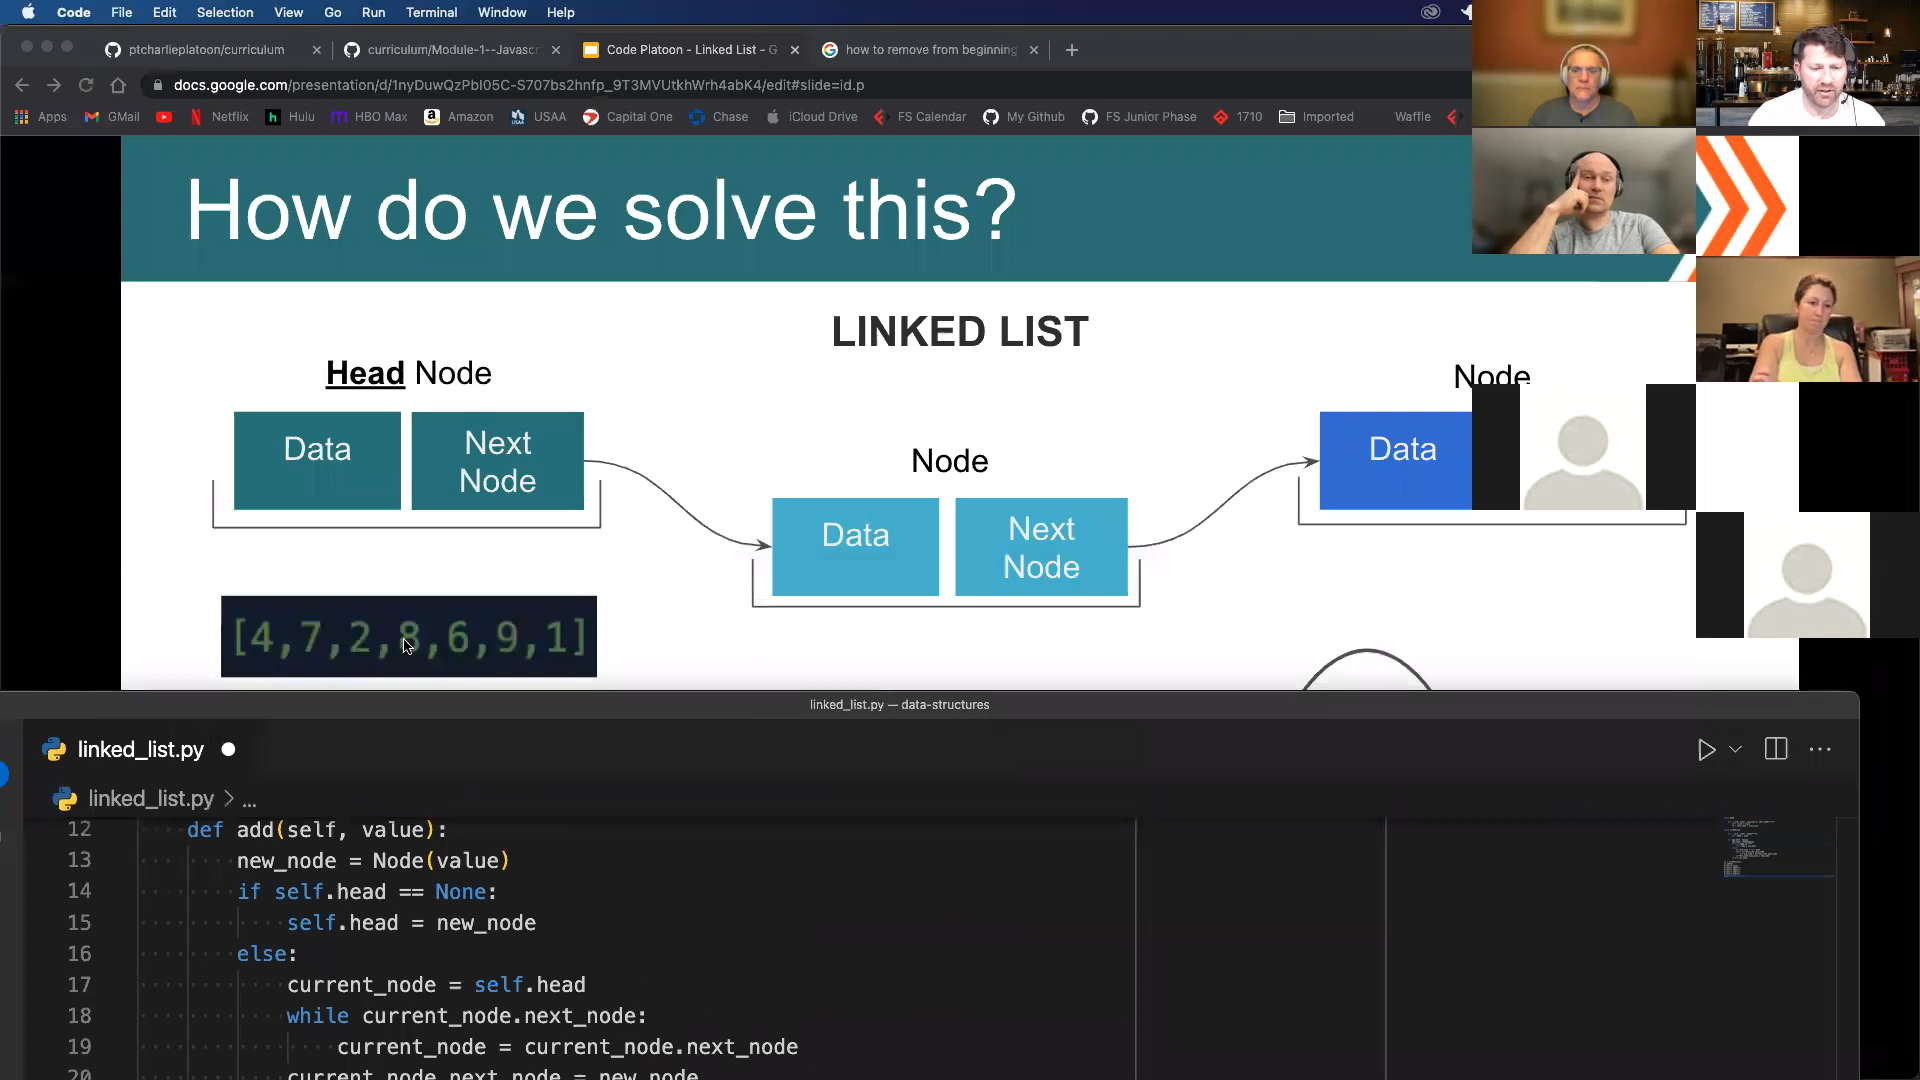 Code File Edit Selection View Go Run Terminal Window Help
ptcharlieplatoon/curriculum
curriculum/Module-1--Javasc
Code Platoon - Linked List - G
how to remove from beginning
docs.google.com/presentation/d/1nyDuwQzPbI05C-S707bs2hnfp_9T3MVUtkhWrh4abK4/edit#slide=id.p
Apps GMail Netflix Hulu HBO Max Amazon USAA Capital One Chase iCloud Drive FS Calendar My Github FS Junior Phase 1710 Imported Waffle
How do we solve this?
LINKED LIST
Head Node
Node
Data
Next
Node
Data
Node
Data
Next
Node
[4,7,2,8,6,9,1]
linked_list.py — data-structures
linked_list.py
linked_list.py > ...
12 def add(self, value):
13 new_node = Node(value)
14 if self.head == None:
15 self.head = new_node
16 else:
17 current_node = self.head
18 while current_node.next_node:
19 current_node = current_node.next_node
20 current_node.next_node = new_node